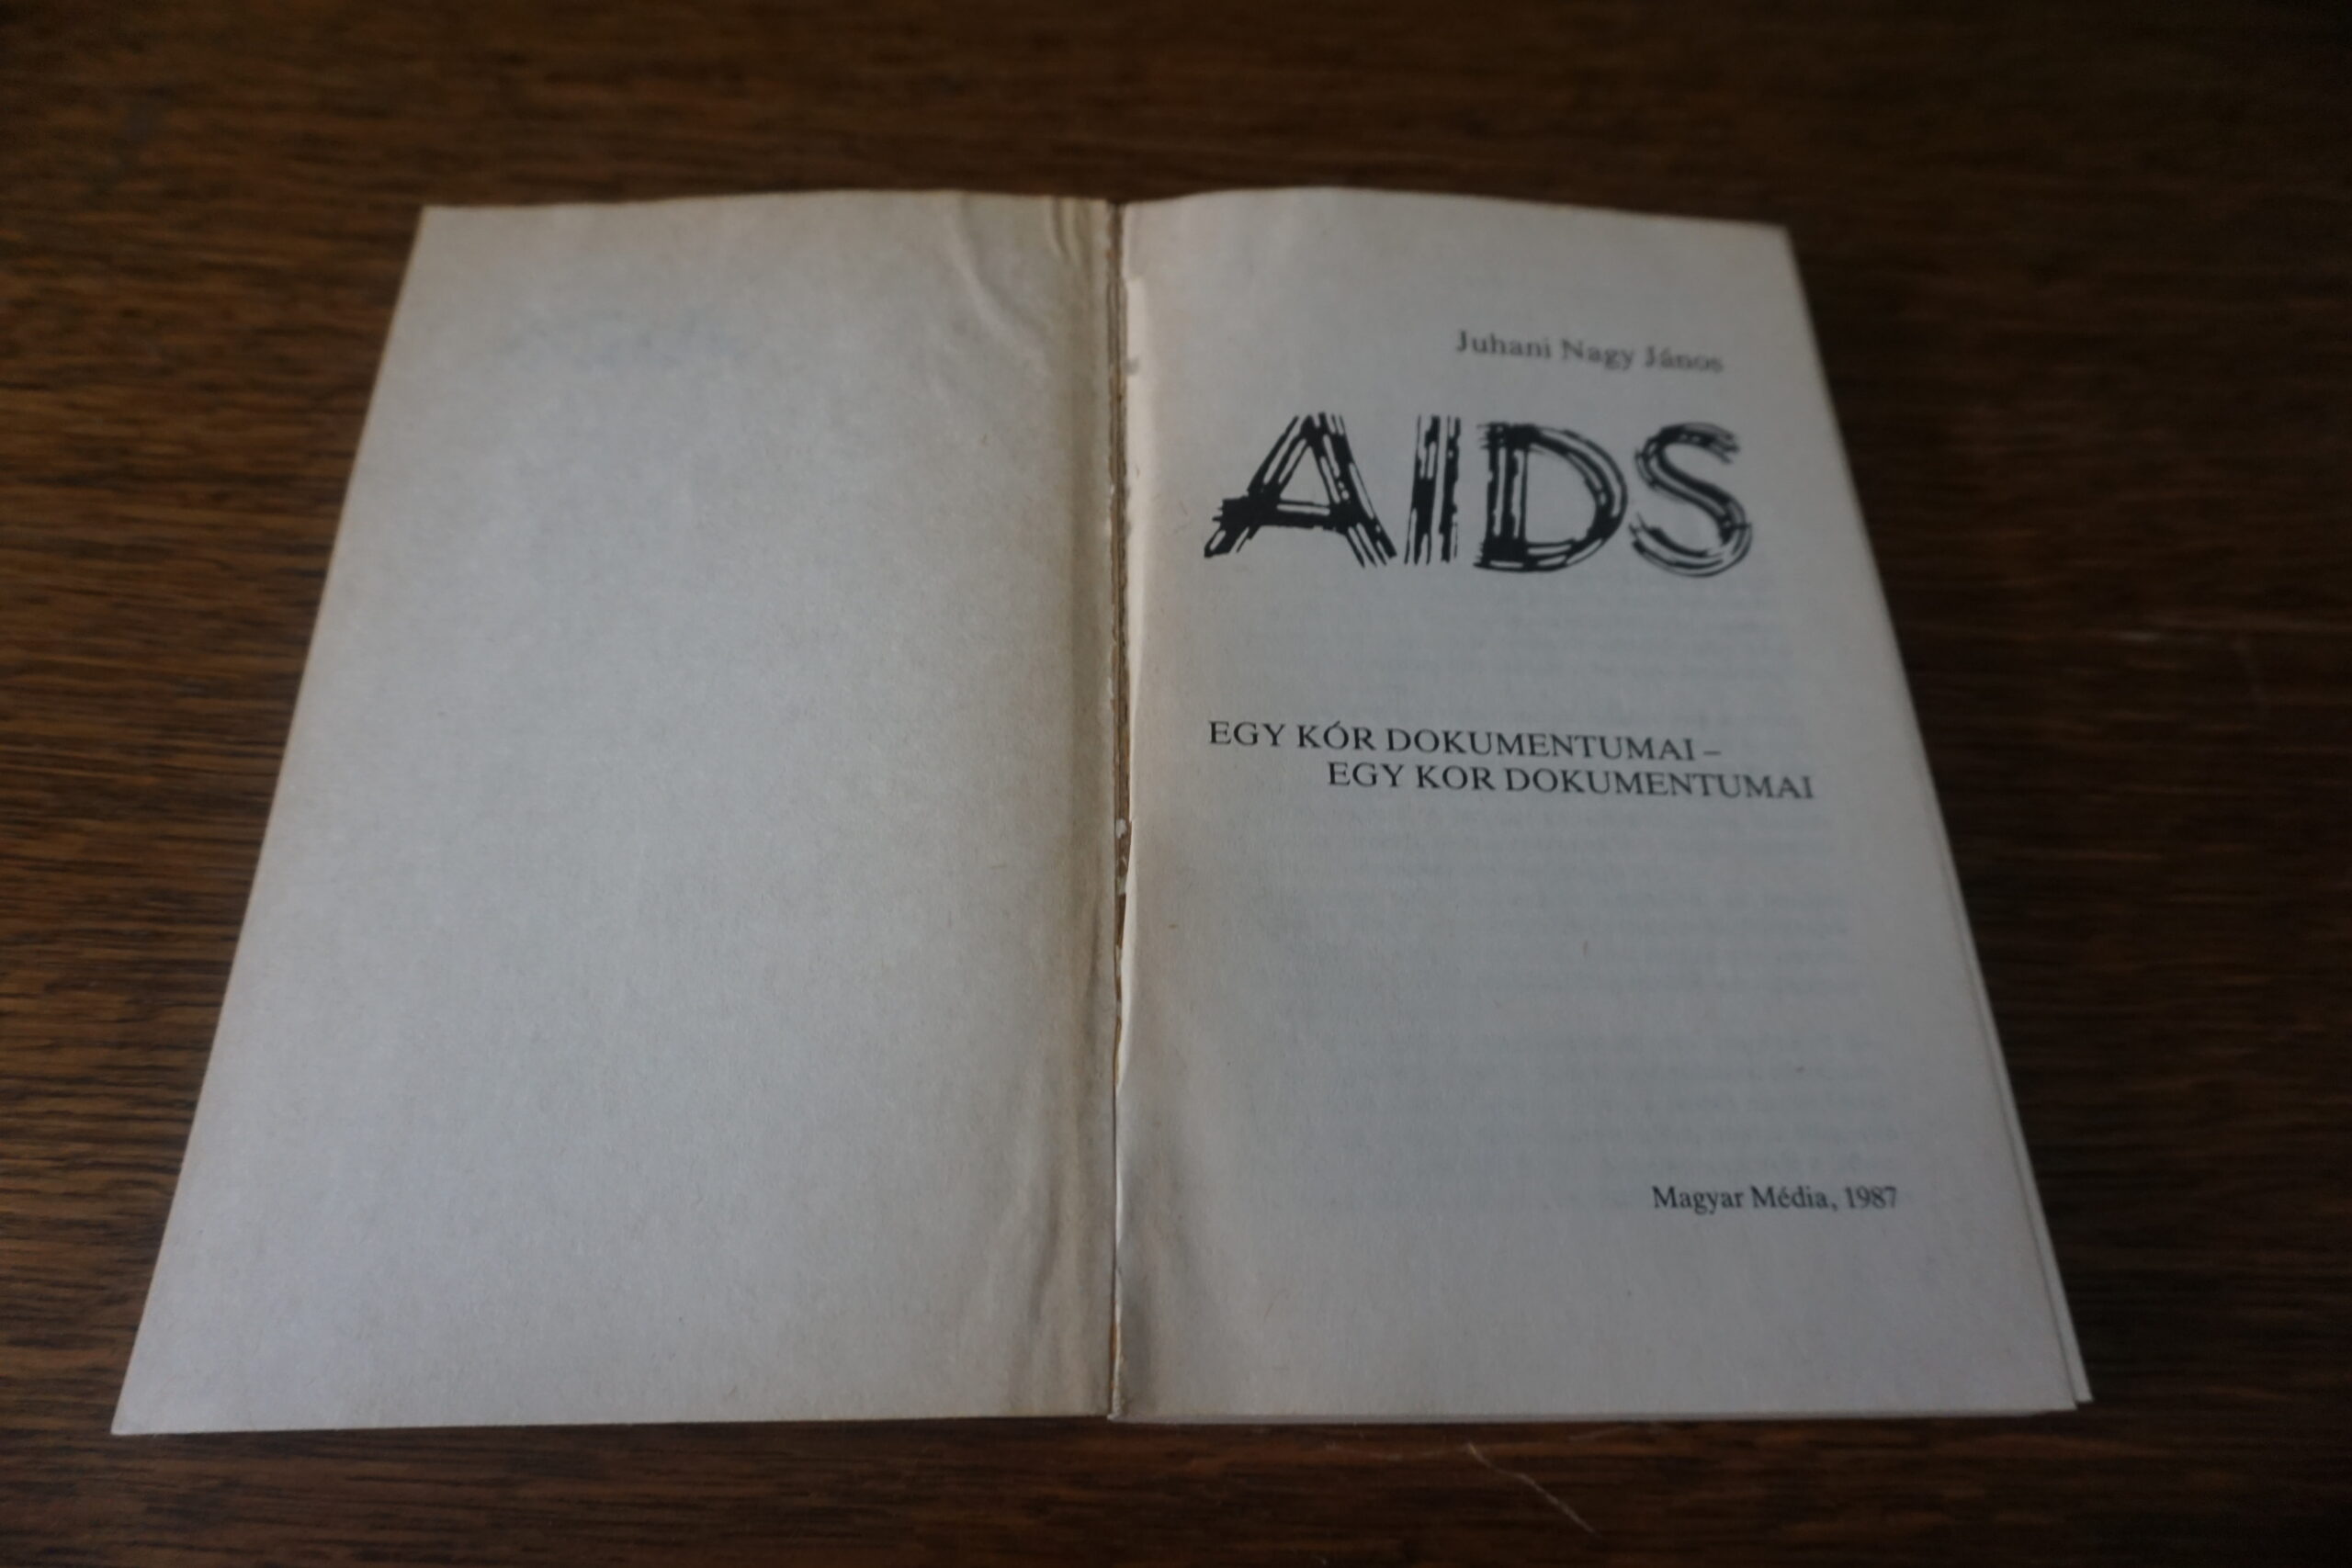 Juhani Nagy János
AIDS
EGY KÓR DOKUMENTUMAI –
EGY KOR DOKUMENTUMAI
Magyar Média, 1987